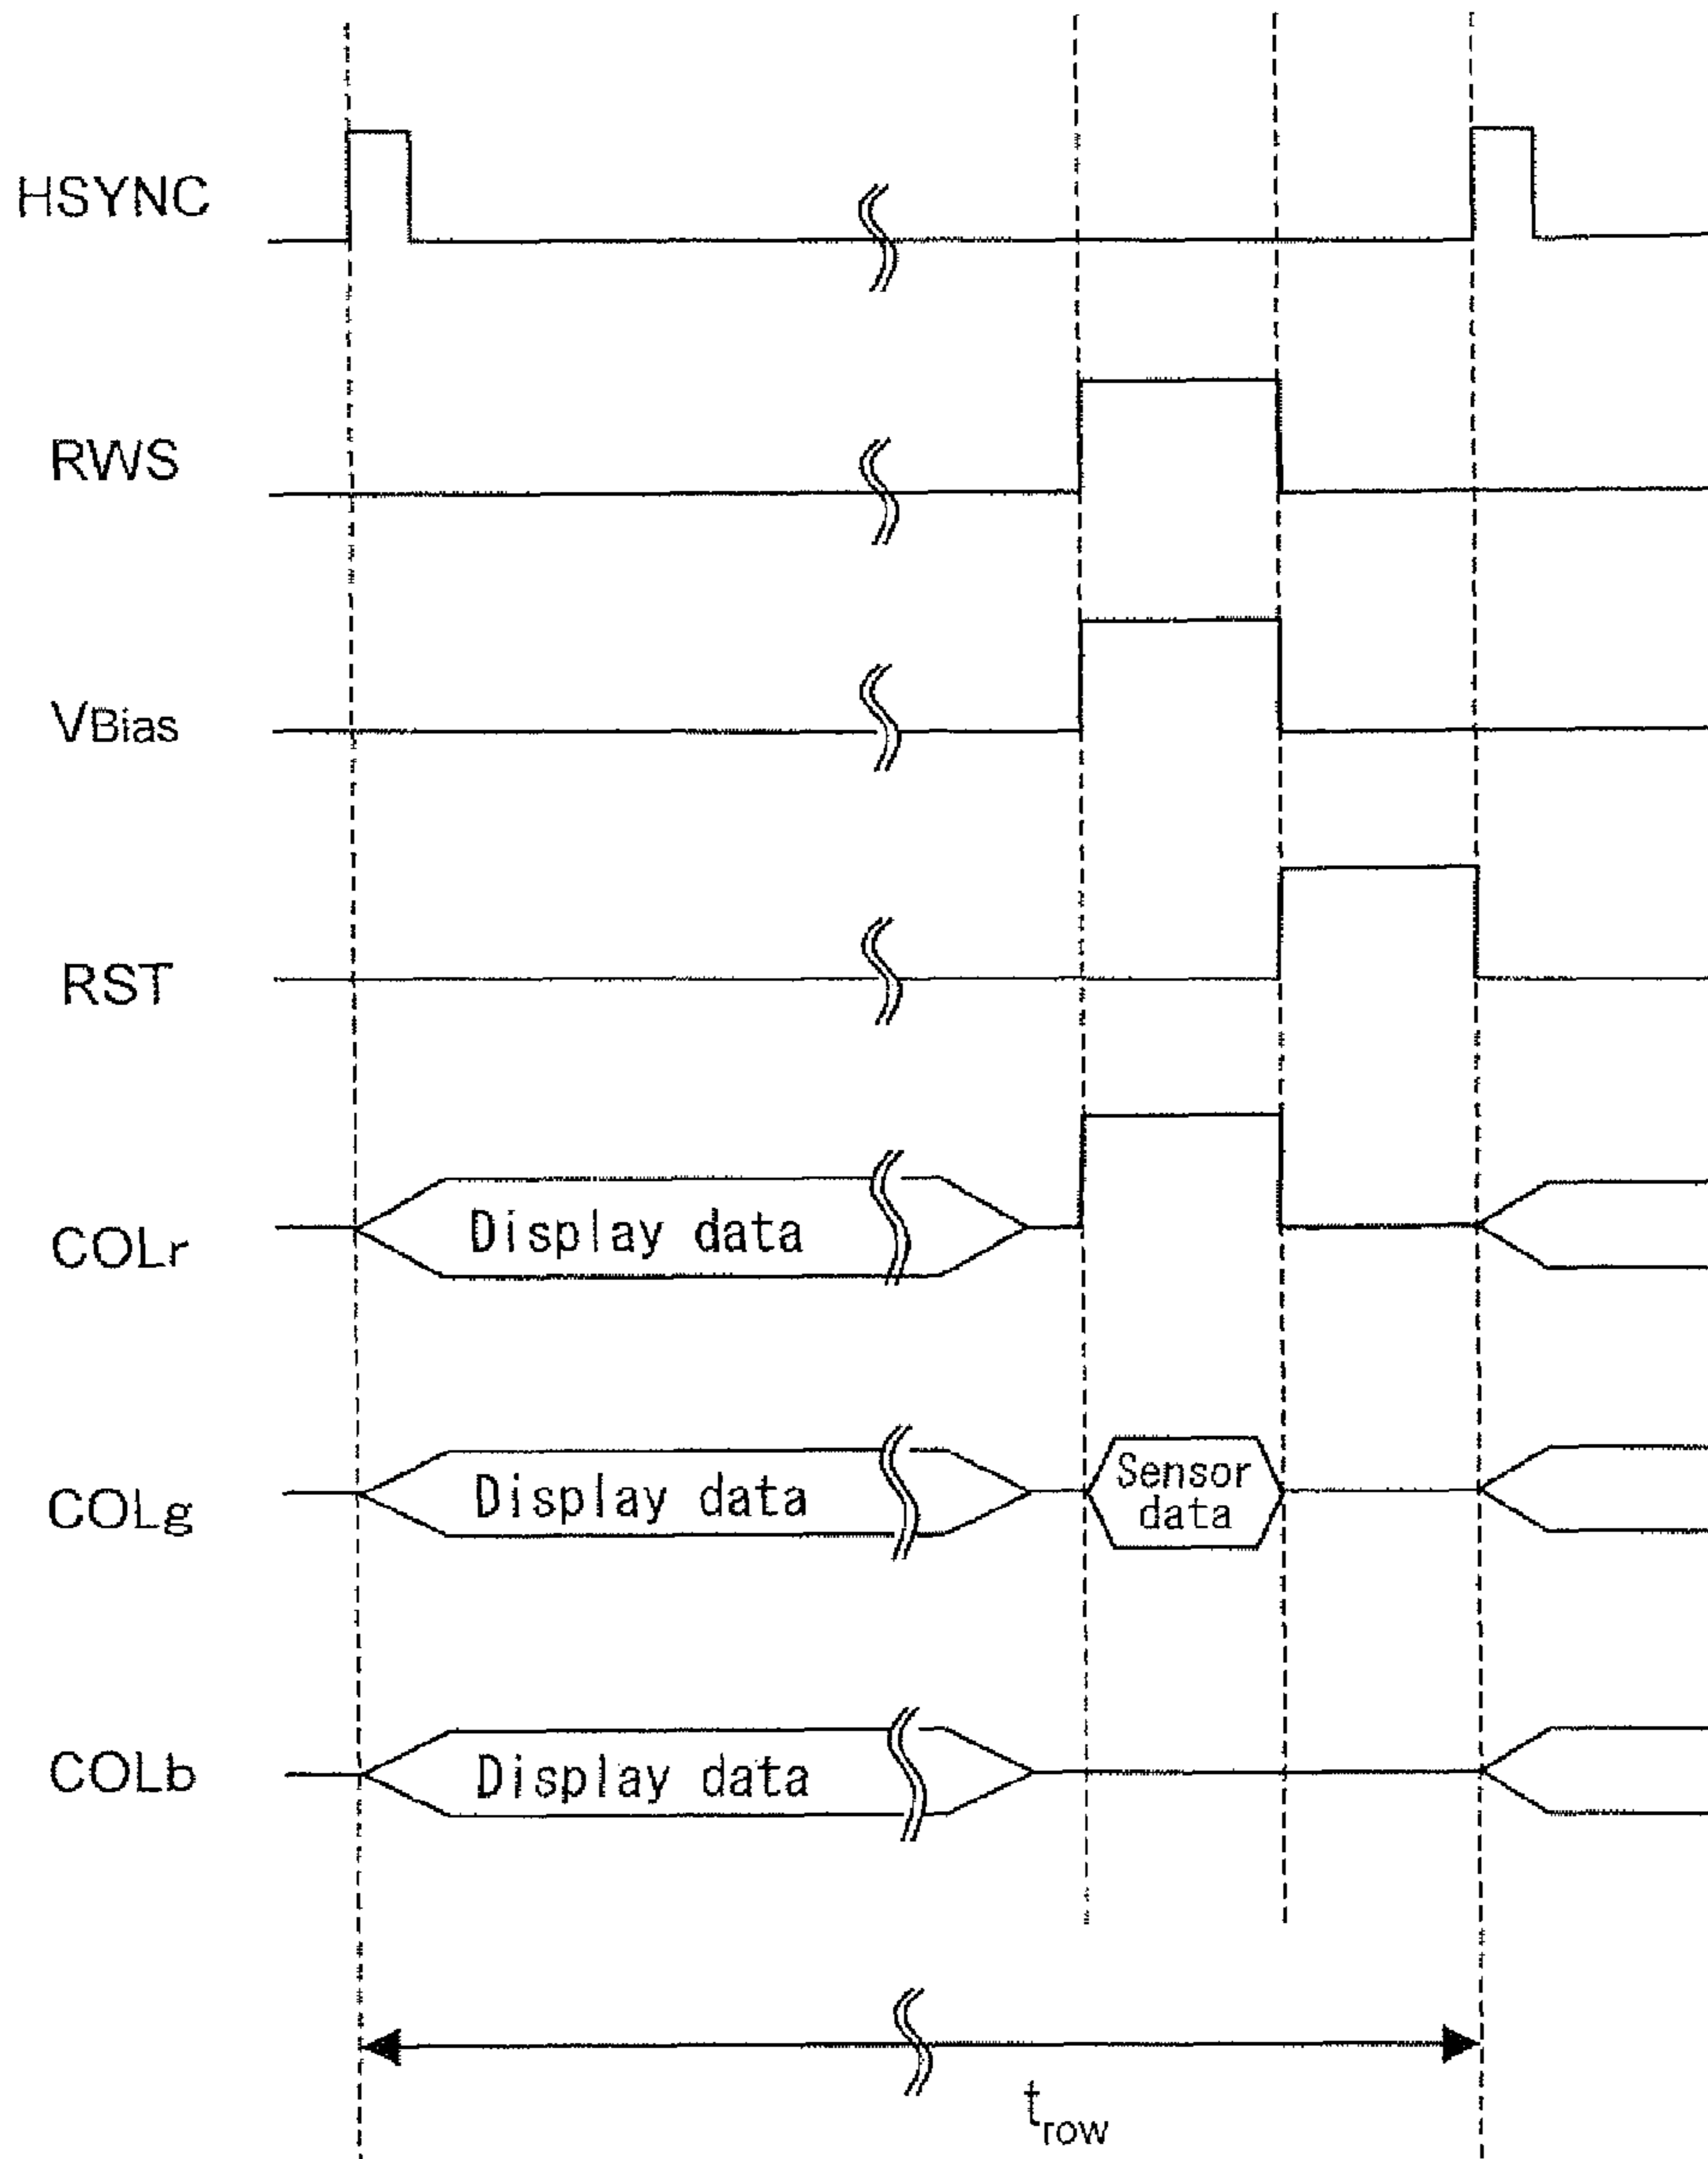 HSYNC
RWS
VBias
RST
COLr
Display data
COLg
Display data
Sensor
data
COLb
Display data
trow